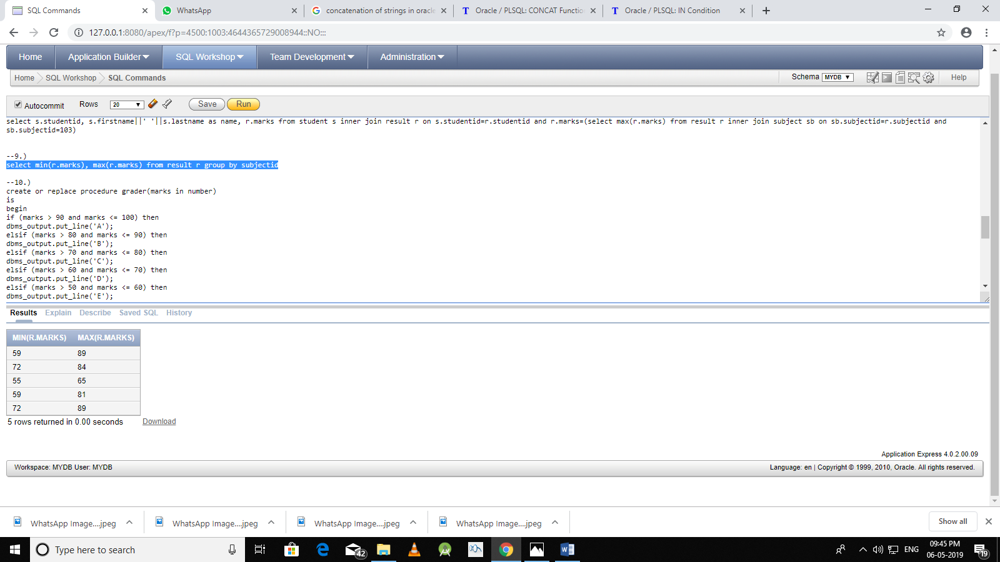 SQL Commands
WhatsApp
concatenation of strings in oracle
Oracle / PLSQL: CONCAT Functio
Oracle / PLSQL: IN Condition
127.0.0.1:8080/apex/f?p=4500:1003:4644365729008944::NO:::
Home Application Builder SQL Workshop Team Development Administration
Home SQL Workshop SQL Commands Schema MYDB Help
Autocommit Rows 20 Save Run
select s.studentid, s.firstname||' '||s.lastname as name, r.marks from student s inner join result r on s.studentid=r.studentid and r.marks=(select max(r.marks) from result r inner join subject sb on sb.subjectid=r.subjectid and
sb.subjectid=103)
--9.)
select min(r.marks), max(r.marks) from result r group by subjectid
--10.)
create or replace procedure grader(marks in number)
is
begin
if (marks > 90 and marks <= 100) then
dbms_output.put_line('A');
elsif (marks > 80 and marks <= 90) then
dbms_output.put_line('B');
elsif (marks > 70 and marks <= 80) then
dbms_output.put_line('C');
elsif (marks > 60 and marks <= 70) then
dbms_output.put_line('D');
elsif (marks > 50 and marks <= 60) then
dbms_output.put_line('E');
Results Explain Describe Saved SQL History
MIN(R.MARKS) MAX(R.MARKS)
59 89
72 84
55 65
59 81
72 89
5 rows returned in 0.00 seconds Download
Application Express 4.0.2.00.09
Workspace: MYDB User: MYDB Language: en | Copyright © 1999, 2010, Oracle. All rights reserved.
WhatsApp Image....jpeg WhatsApp Image....jpeg WhatsApp Image....jpeg WhatsApp Image....jpeg Show all
Type here to search 42 ENG 09:45 PM
06-05-2019 19